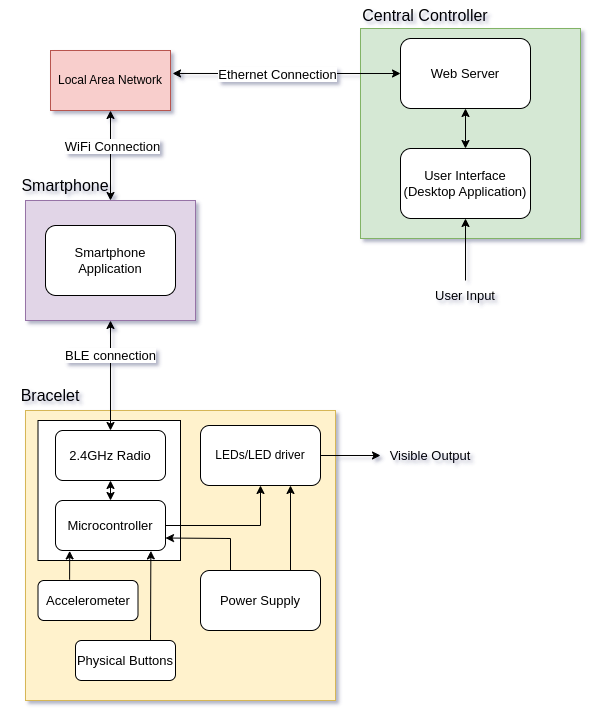 Central Controller
Local Area Network
Ethernet Connection
Web Server
WiFi Connection
User Interface
(Desktop Application)
Smartphone
Smartphone
Application
User Input
BLE connection
Bracelet
2.4GHz Radio
LEDs/LED driver
Visible Output
Microcontroller
Accelerometer
Power Supply
Physical Buttons